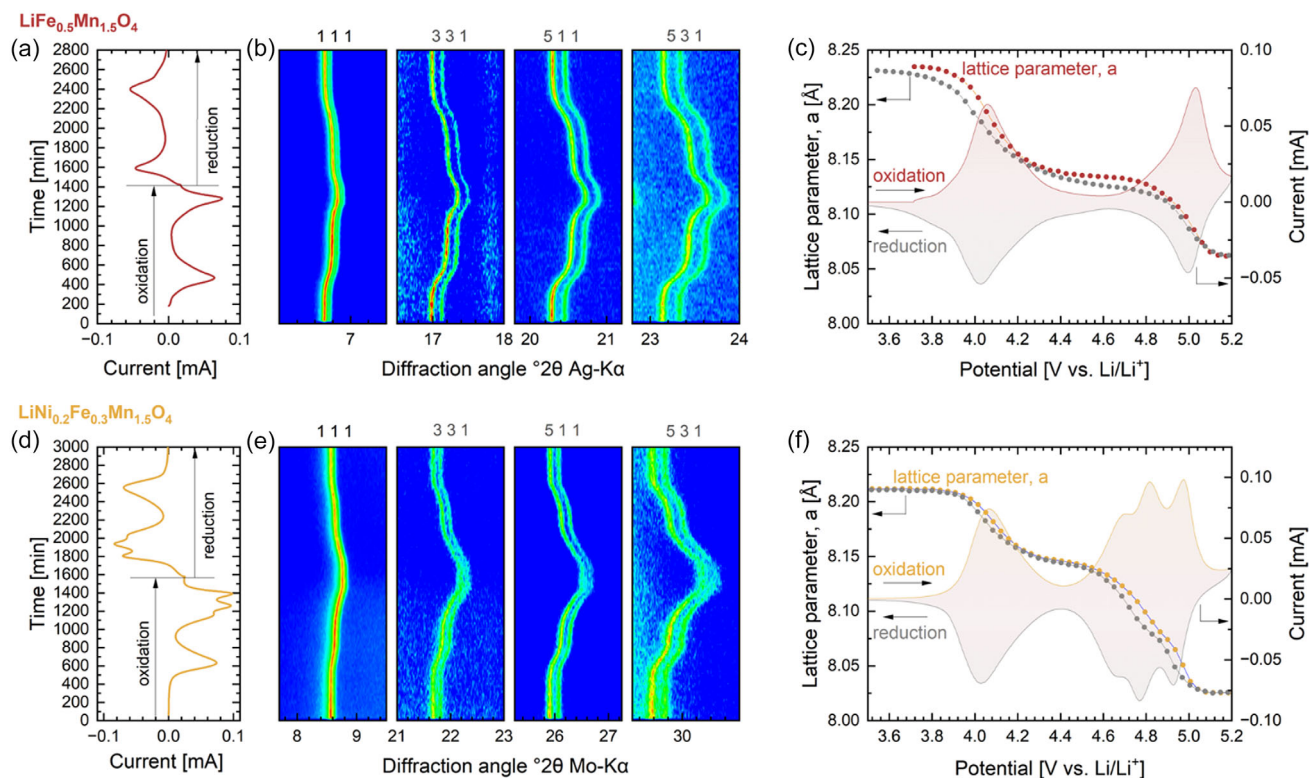 LiFe0.5Mn1.5O4
(a)
2800
2600
2400
2200
2000
1800
1600
1400
1200
1000
800
600
400
200
0
Time [min]
reduction
oxidation
−0.1 0.0 0.1
Current [mA]
(b)
1 1 1 3 3 1 5 1 1 5 3 1
7 17 18 20 21 23 24
Diffraction angle °2θ Ag-Kα
(c)
8.25
8.20
8.15
8.10
8.05
8.00
Lattice parameter, a [Å]
lattice parameter, a
oxidation
reduction
0.10
0.05
0.00
−0.05
Current [mA]
3.6 3.8 4.0 4.2 4.4 4.6 4.8 5.0 5.2
Potential [V vs. Li/Li⁺]
LiNi0.2Fe0.3Mn1.5O4
(d)
3000
2800
2600
2400
2200
2000
1800
1600
1400
1200
1000
800
600
400
200
0
Time [min]
reduction
oxidation
−0.1 0.0 0.1
Current [mA]
(e)
1 1 1 3 3 1 5 1 1 5 3 1
8 9 21 22 23 26 27 30
Diffraction angle °2θ Mo-Kα
(f)
8.25
8.20
8.15
8.10
8.05
8.00
Lattice parameter, a [Å]
lattice parameter, a
oxidation
reduction
0.10
0.05
0.00
−0.05
−0.10
Current [mA]
3.6 3.8 4.0 4.2 4.4 4.6 4.8 5.0 5.2
Potential [V vs. Li/Li⁺]